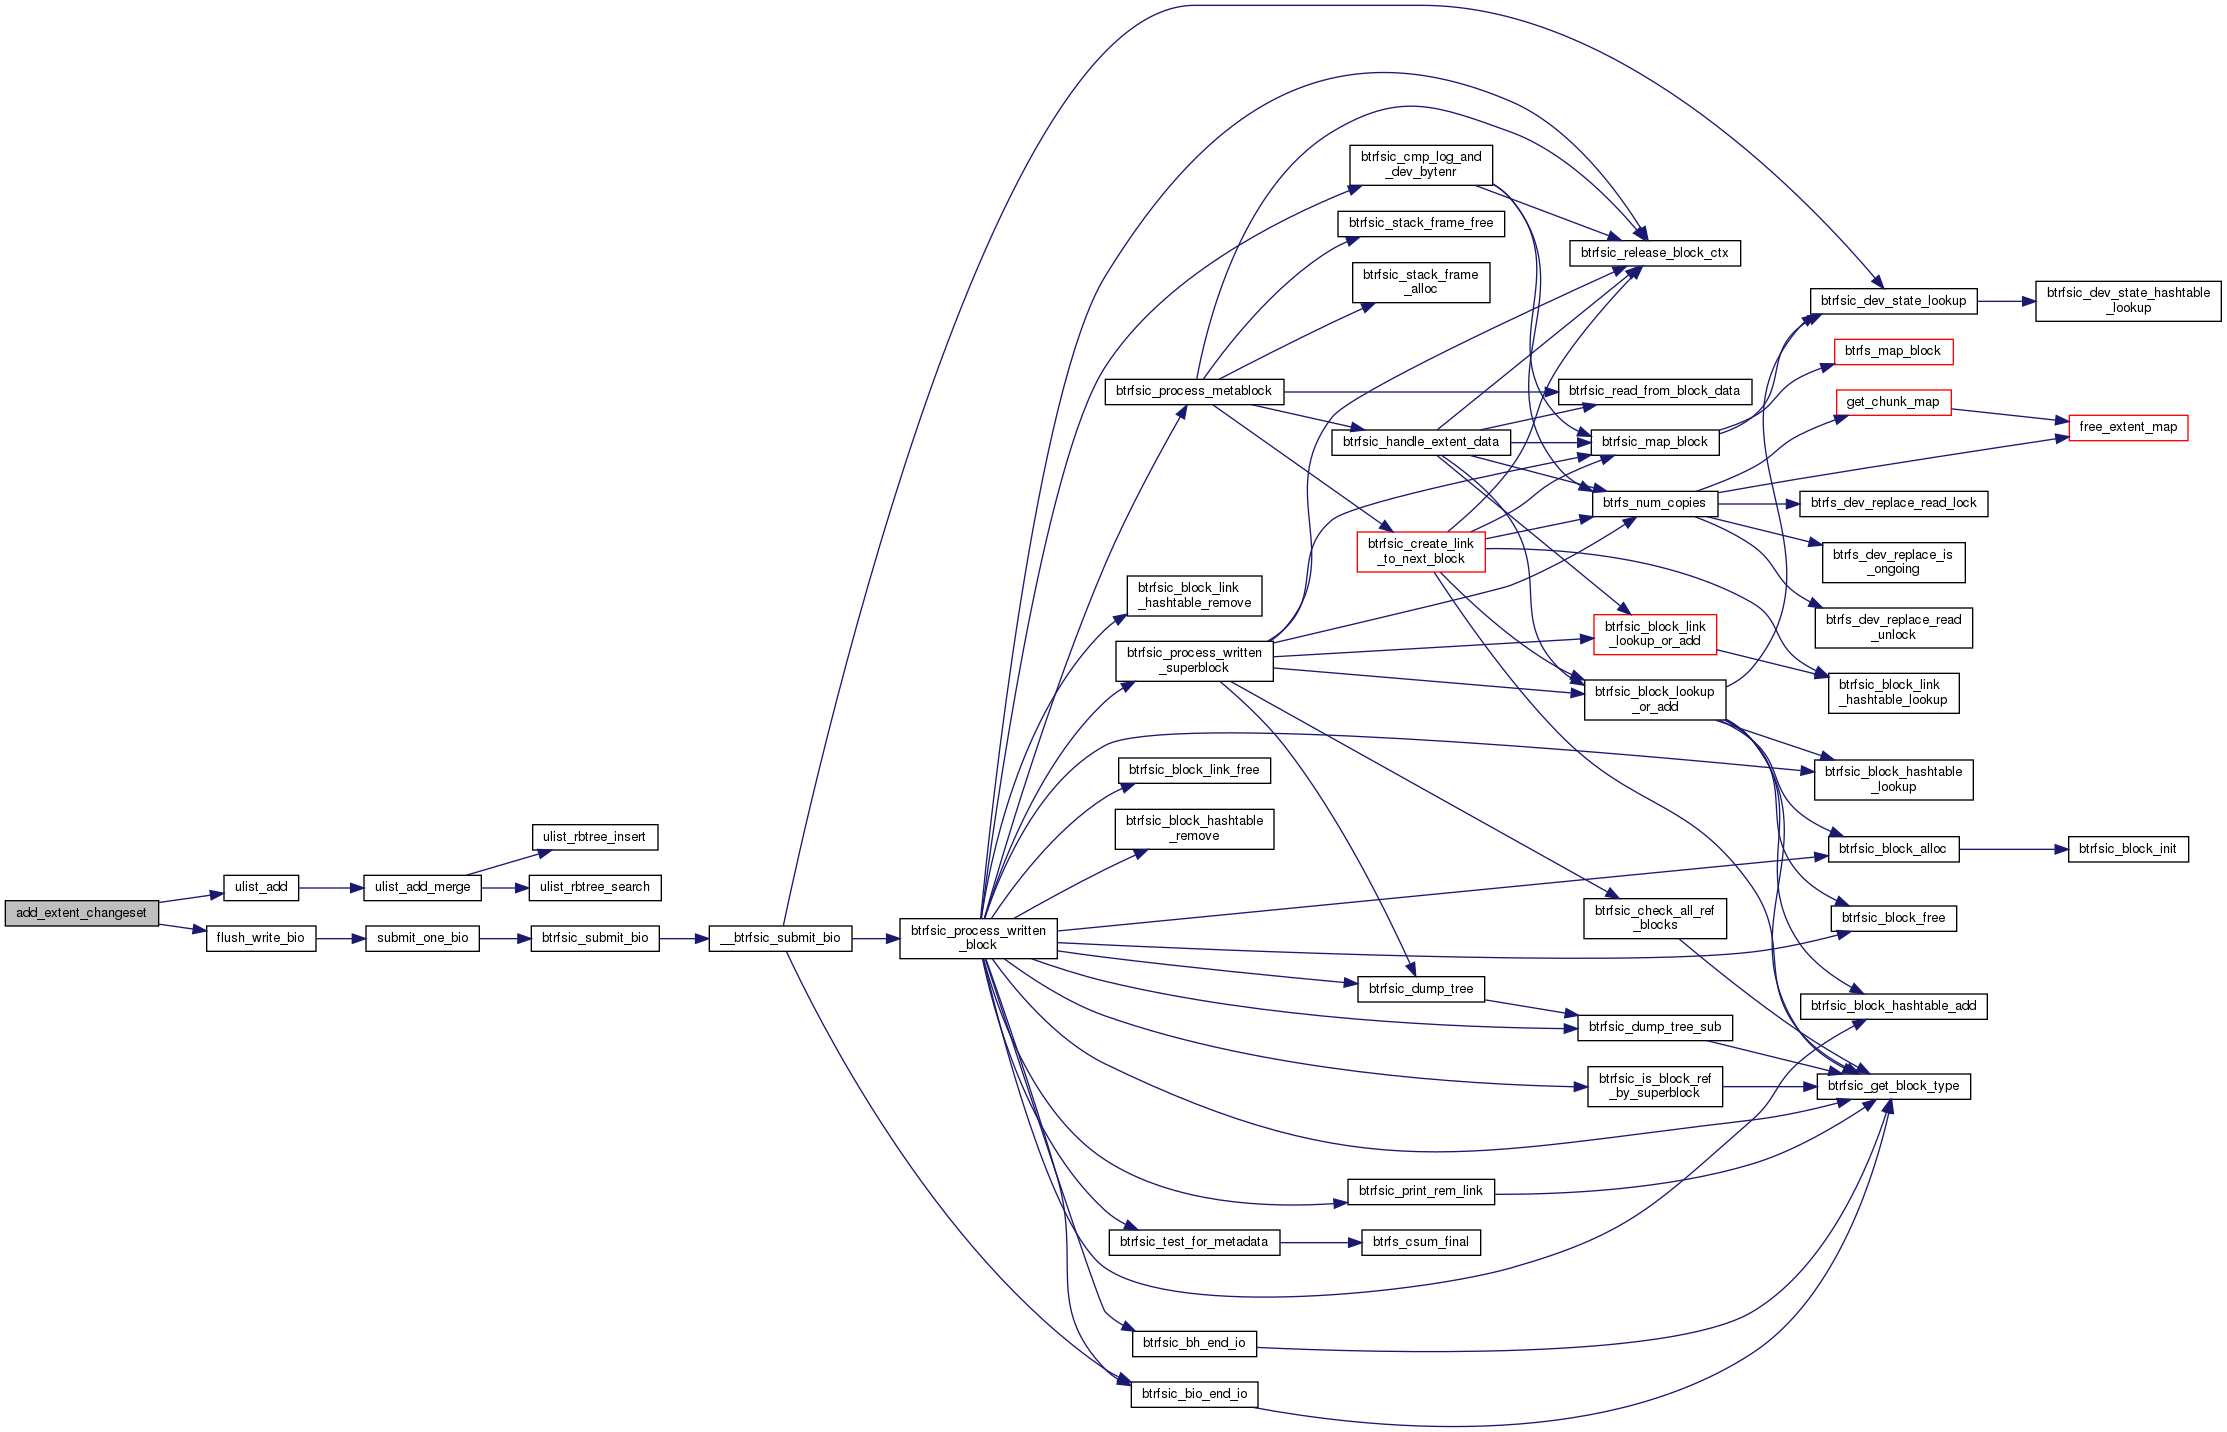 add_extent_changeset
ulist_add
flush_write_bio
ulist_add_merge
submit_one_bio
ulist_rbtree_insert
ulist_rbtree_search
btrfsic_submit_bio
__btrfsic_submit_bio
btrfsic_process_written
_block
btrfsic_process_metablock
btrfsic_block_link
_hashtable_remove
btrfsic_process_written
_superblock
btrfsic_block_link_free
btrfsic_block_hashtable
_remove
btrfsic_test_for_metadata
btrfsic_bh_end_io
btrfsic_bio_end_io
btrfsic_cmp_log_and
_dev_bytenr
btrfsic_stack_frame_free
btrfsic_stack_frame
_alloc
btrfsic_handle_extent_data
btrfsic_create_link
_to_next_block
btrfsic_dump_tree
btrfsic_print_rem_link
btrfs_csum_final
btrfsic_release_block_ctx
btrfsic_read_from_block_data
btrfsic_map_block
btrfs_num_copies
btrfsic_block_link
_lookup_or_add
btrfsic_block_lookup
_or_add
btrfsic_check_all_ref
_blocks
btrfsic_dump_tree_sub
btrfsic_is_block_ref
_by_superblock
btrfsic_dev_state_lookup
btrfs_map_block
get_chunk_map
btrfs_dev_replace_read_lock
btrfs_dev_replace_is
_ongoing
btrfs_dev_replace_read
_unlock
btrfsic_block_link
_hashtable_lookup
btrfsic_block_hashtable
_lookup
btrfsic_block_alloc
btrfsic_block_free
btrfsic_block_hashtable_add
btrfsic_get_block_type
btrfsic_dev_state_hashtable
_lookup
free_extent_map
btrfsic_block_init